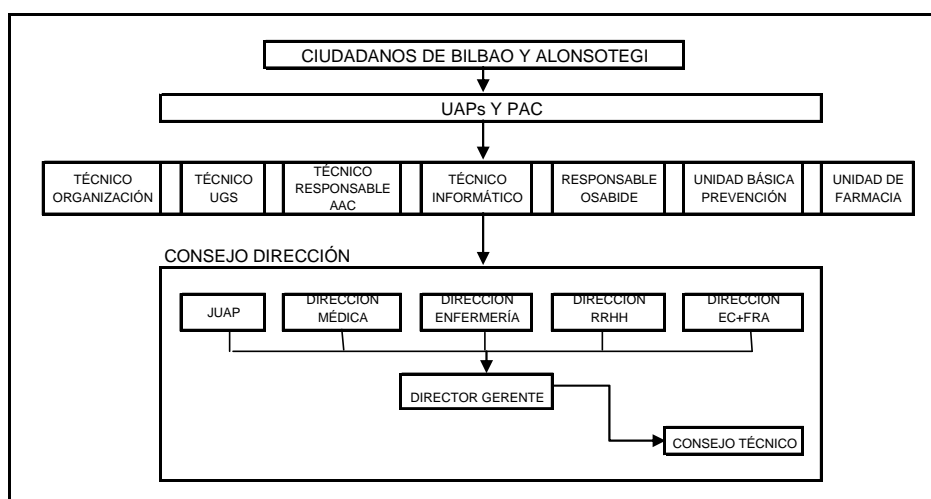 CIUDADANOS DE BILBAO Y ALONSOTEGI
UAPs Y PAC
TÉCNICO
ORGANIZACIÓN
TÉCNICO
UGS
TÉCNICO
RESPONSABLE
AAC
TÉCNICO
INFORMÁTICO
RESPONSABLE
OSABIDE
UNIDAD BÁSICA
PREVENCIÓN
UNIDAD DE
FARMACIA
CONSEJO DIRECCIÓN
JUAP
DIRECCIÓN
MÉDICA
DIRECCIÓN
ENFERMERÍA
DIRECCIÓN
RRHH
DIRECCIÓN
EC+FRA
DIRECTOR GERENTE
CONSEJO TÉCNICO